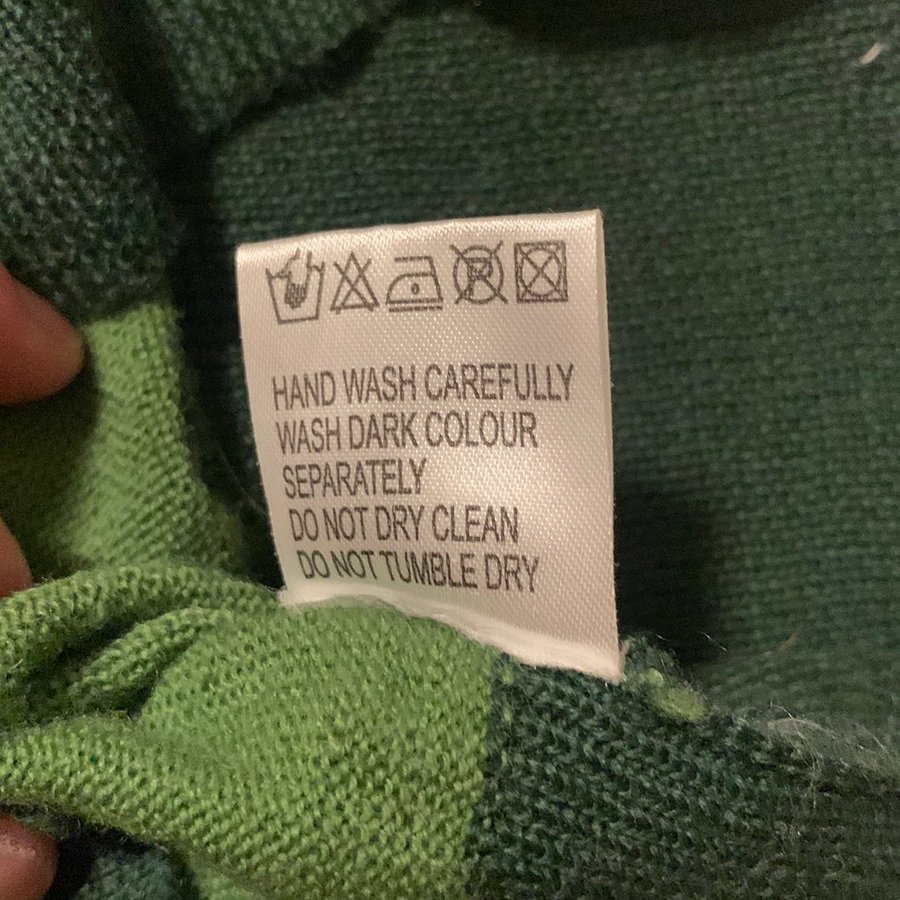 P
HAND WASH CAREFULLY
WASH DARK COLOUR
SEPARATELY
DO NOT DRY CLEAN
DO NOT TUMBLE DRY